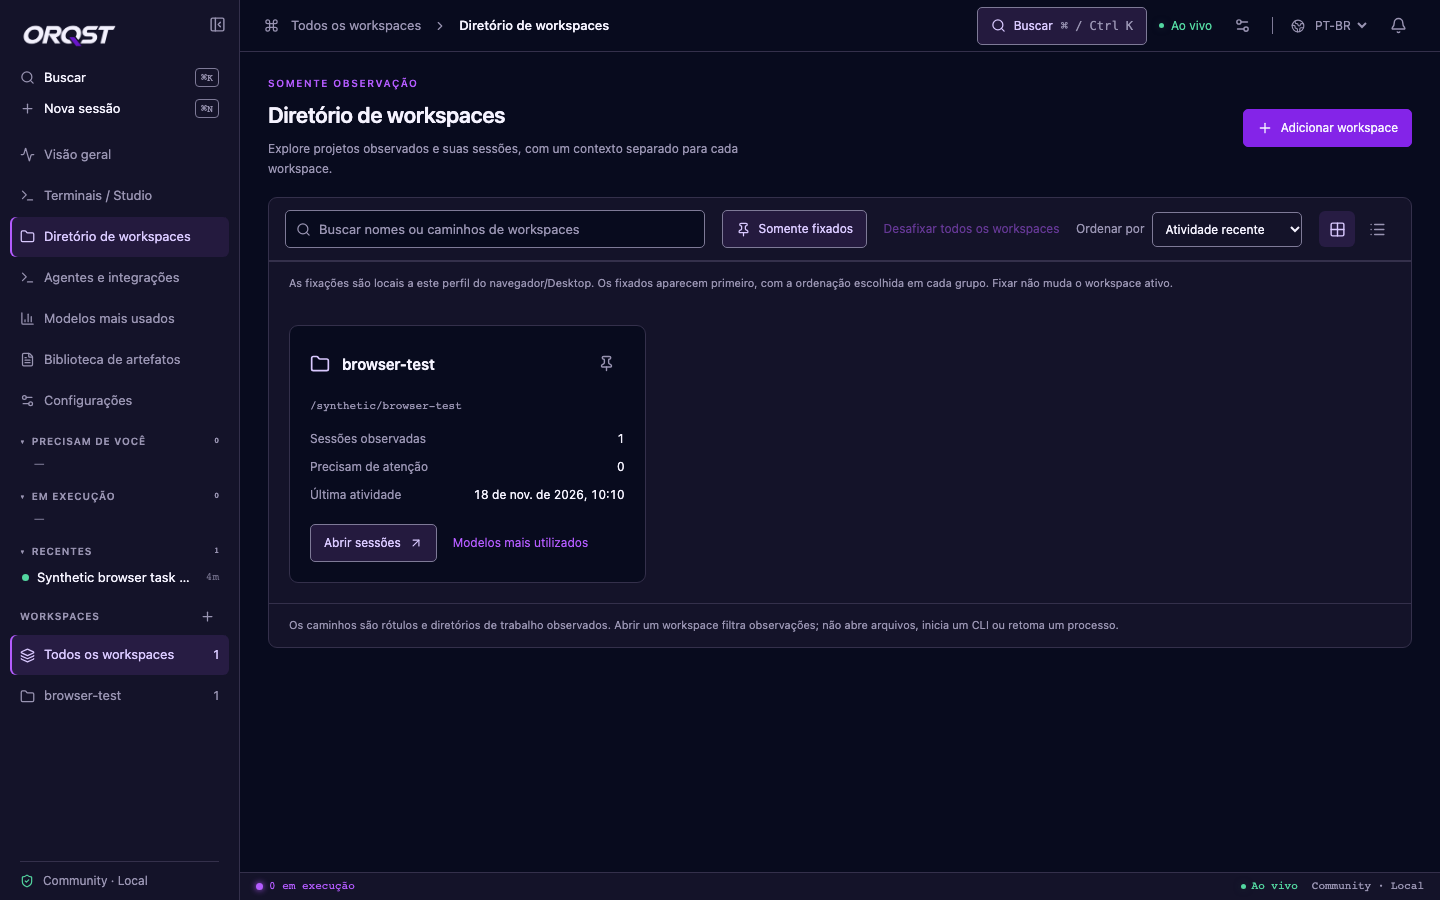 ORQST
Buscar ⌘K
Nova sessão ⌘N
Visão geral
Terminais / Studio
Diretório de workspaces
Agentes e integrações
Modelos mais usados
Biblioteca de artefatos
Configurações
PRECISAM DE VOCÊ 0
—
EM EXECUÇÃO 0
—
RECENTES 1
Synthetic browser task ... 4m
WORKSPACES
Todos os workspaces 1
browser-test 1
Community · Local
⌘ Todos os workspaces > Diretório de workspaces
Buscar ⌘ / Ctrl K
Ao vivo
PT-BR
SOMENTE OBSERVAÇÃO
Diretório de workspaces
Explore projetos observados e suas sessões, com um contexto separado para cada
workspace.
+ Adicionar workspace
Buscar nomes ou caminhos de workspaces
Somente fixados
Desafixar todos os workspaces
Ordenar por
Atividade recente
As fixações são locais a este perfil do navegador/Desktop. Os fixados aparecem primeiro, com a ordenação escolhida em cada grupo. Fixar não muda o workspace ativo.
browser-test
/synthetic/browser-test
Sessões observadas 1
Precisam de atenção 0
Última atividade 18 de nov. de 2026, 10:10
Abrir sessões
Modelos mais utilizados
Os caminhos são rótulos e diretórios de trabalho observados. Abrir um workspace filtra observações; não abre arquivos, inicia um CLI ou retoma um processo.
0 em execução
Ao vivo Community · Local